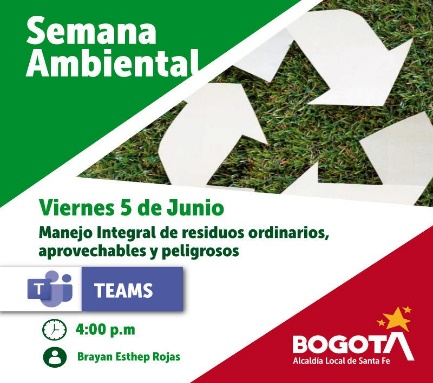 Semana
Ambiental
Viernes 5 de Junio
Manejo Integral de residuos ordinarios,
aprovechables y peligrosos
T
TEAMS
4:00 p.m
Brayan Esthep Rojas
BOGOTA
Alcaldía Local de Santa Fe